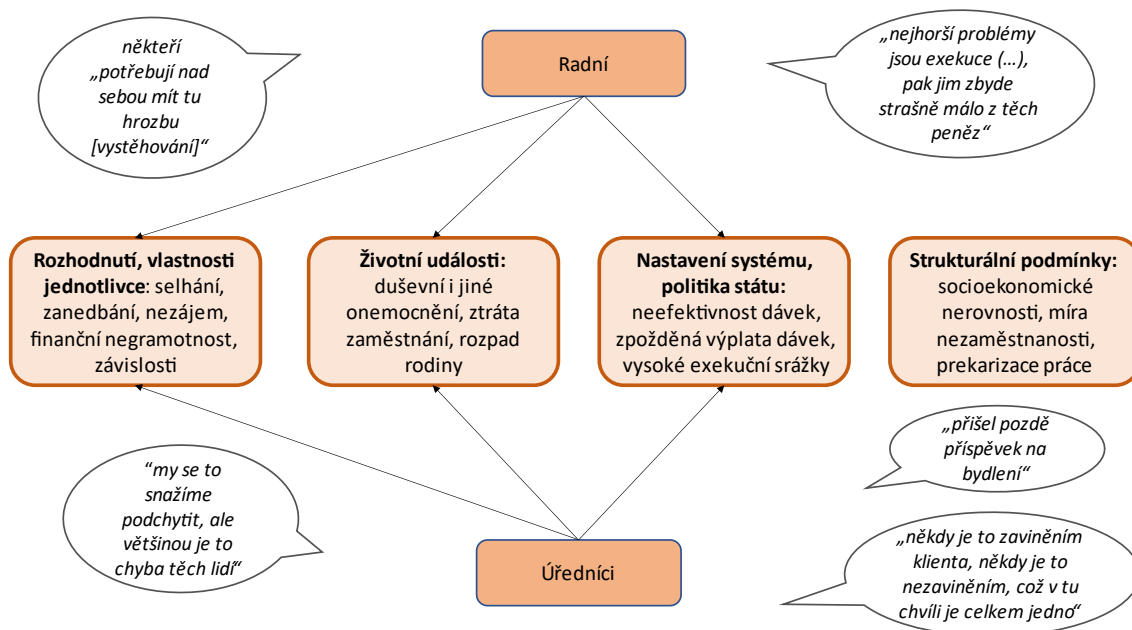 někteří
„potřebují nad
sebou mít tu
hrozbu
[vystěhování]“
Radní
„nejhorší problémy
jsou exekuce (…),
pak jim zbyde
strašně málo z těch
peněz“
Rozhodnutí, vlastnosti
jednotlivce: selhání,
zanedbání, nezájem,
finanční negramotnost,
závislosti
Životní události:
duševní i jiné
onemocnění, ztráta
zaměstnání, rozpad
rodiny
Nastavení systému,
politika státu:
neefektivnost dávek,
zpožděná výplata dávek,
vysoké exekuční srážky
Strukturální podmínky:
socioekonomické
nerovnosti, míra
nezaměstnanosti,
prekarizace práce
“my se to
snažíme
podchytit, ale
většinou je to
chyba těch lidí“
Úředníci
„přišel pozdě
příspěvek na
bydlení“
„někdy je to zaviněním
klienta, někdy je to
nezaviněním, což v tu
chvíli je celkem jedno“